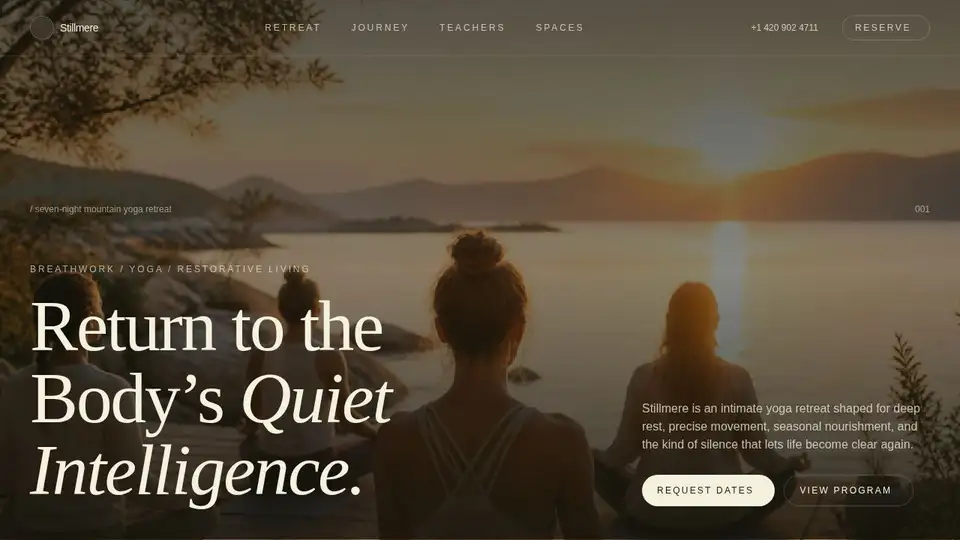 Stillmere
RETREAT
JOURNEY
TEACHERS
SPACES
+1 420 902 4711
RESERVE
/ seven-night mountain yoga retreat
001
BREATHWORK / YOGA / RESTORATIVE LIVING
Return to the
Body’s Quiet
Intelligence.
Stillmere is an intimate yoga retreat shaped for deep
rest, precise movement, seasonal nourishment, and
the kind of silence that lets life become clear again.
REQUEST DATES
VIEW PROGRAM